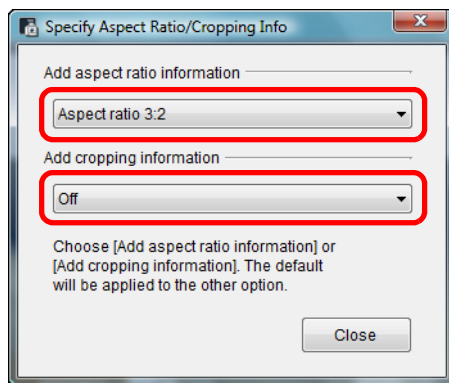 Specify Aspect Ratio/Cropping Info
Add aspect ratio information
Aspect ratio 3:2
Add cropping information
Off
Choose [Add aspect ratio information] or
[Add cropping information]. The default
will be applied to the other option.
Close